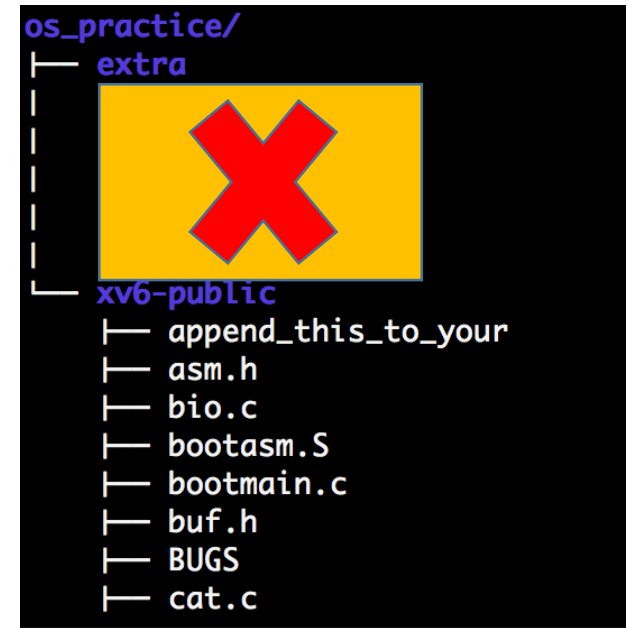 os_practice/
├── extra
│
│
│
│
│
└── xv6-public
    ├── append_this_to_your
    ├── asm.h
    ├── bio.c
    ├── bootasm.S
    ├── bootmain.c
    ├── buf.h
    ├── BUGS
    ├── cat.c